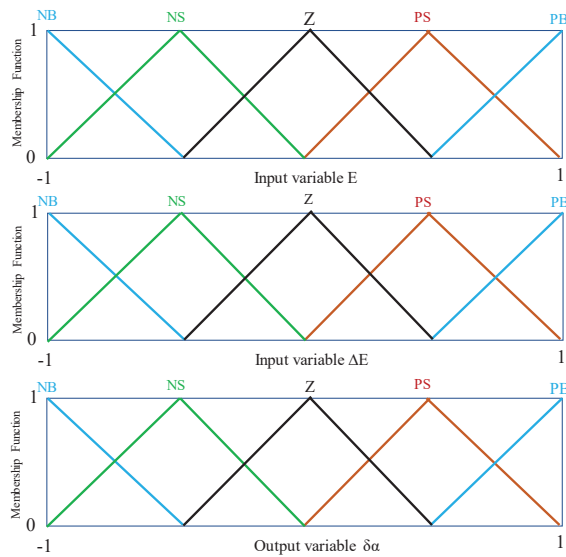 NB NS Z PS PB
1
Membership Function
0
-1 1
Input variable E
NB NS Z PS PB
1
Membership Function
0
-1 1
Input variable ΔE
NB NS Z PS PB
1
Membership Function
0
-1 1
Output variable δα